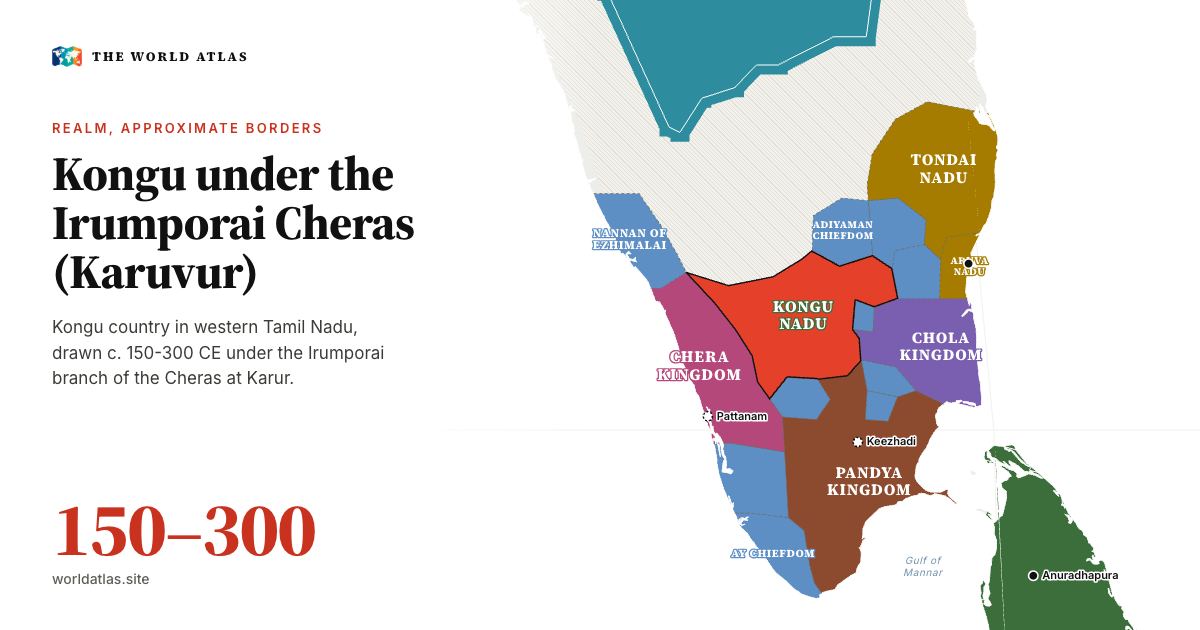 THE WORLD ATLAS
REALM, APPROXIMATE BORDERS
Kongu under the
Irumporai Cheras
(Karuvur)
Kongu country in western Tamil Nadu,
drawn c. 150-300 CE under the Irumporai
branch of the Cheras at Karur.
150–300
worldatlas.site
TONDAI
NADU
NANNAN OF
EZHIMALAI
ADIYAMAN
CHIEFDOM
NADU
KONGU
NADU
CHOLA
KINGDOM
CHERA
KINGDOM
Pattanam
Keezhadi
PANDYA
KINGDOM
AY CHIEFDOM
Gulf of
Mannar
Anuradhapura